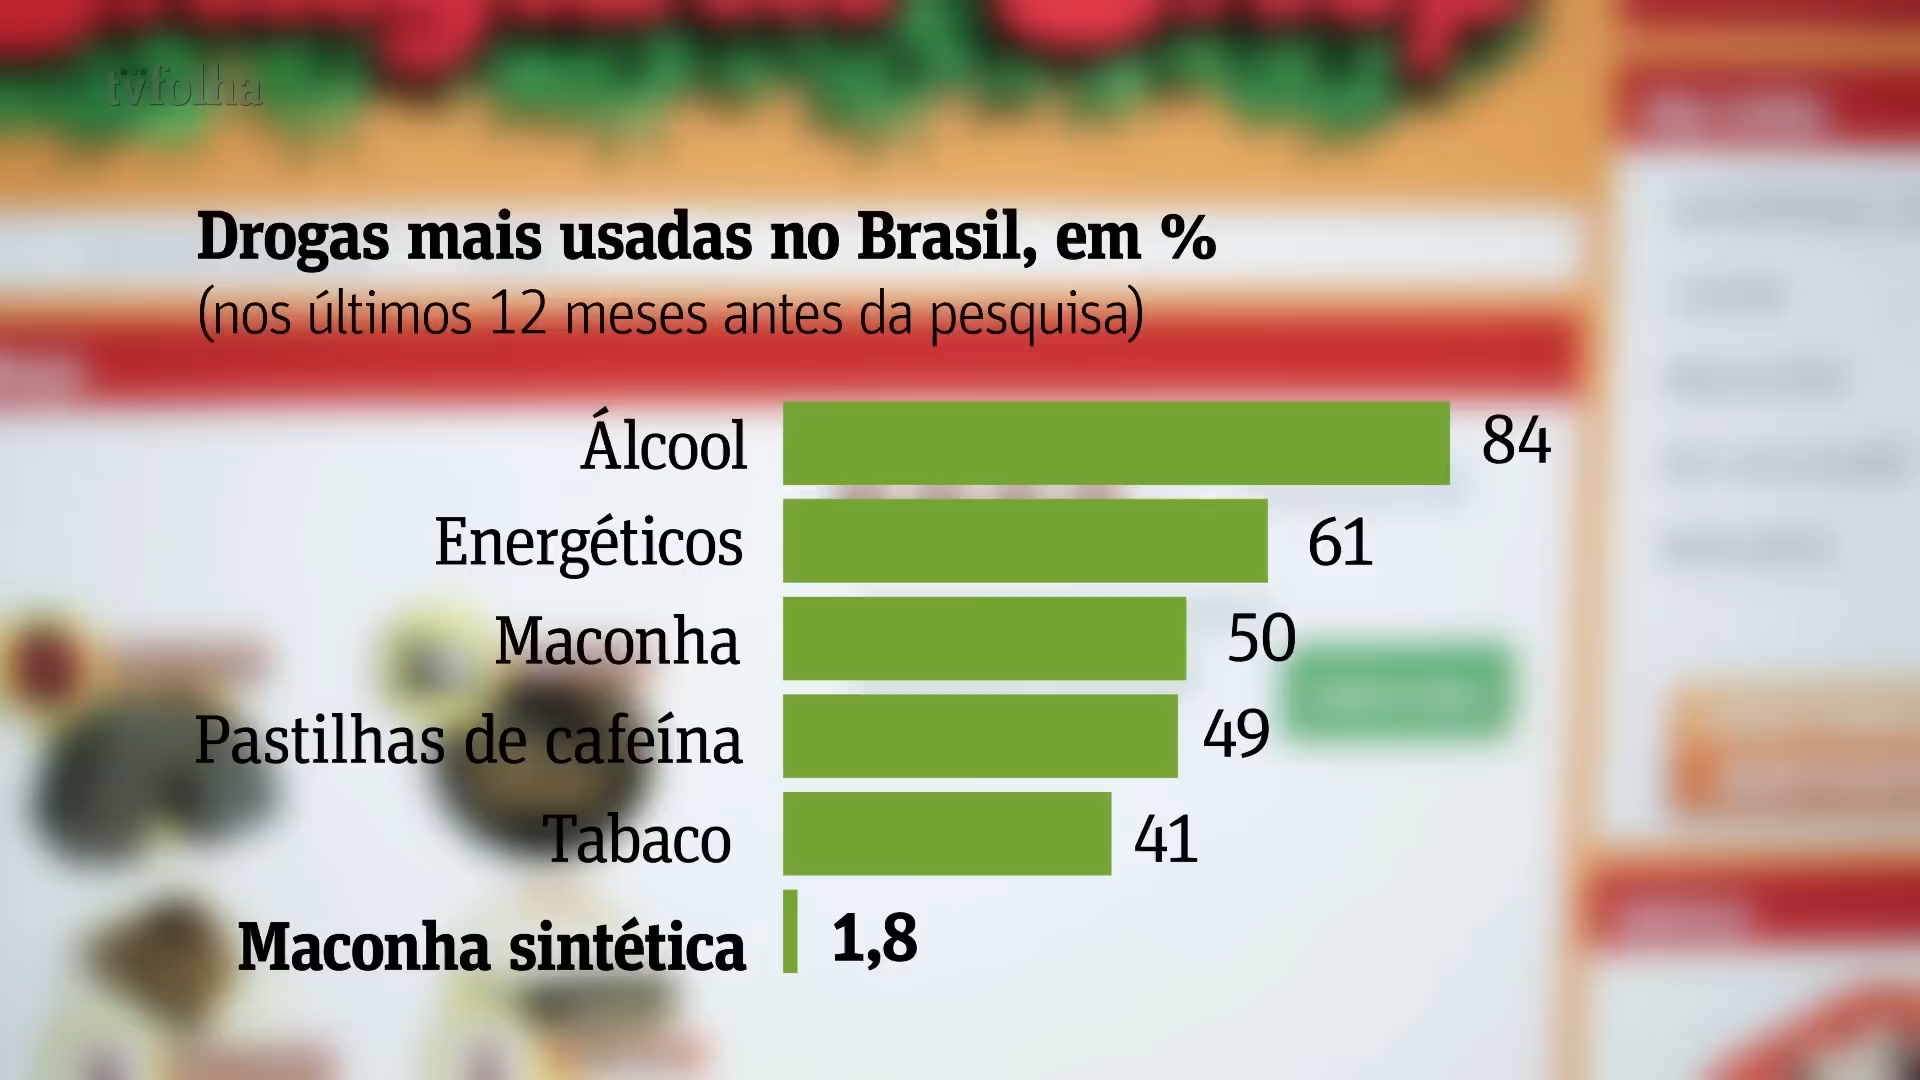 tvfolha
Drogas mais usadas no Brasil, em %
(nos últimos 12 meses antes da pesquisa)
Álcool 84
Energéticos 61
Maconha 50
Pastilhas de cafeína 49
Tabaco 41
Maconha sintética 1,8